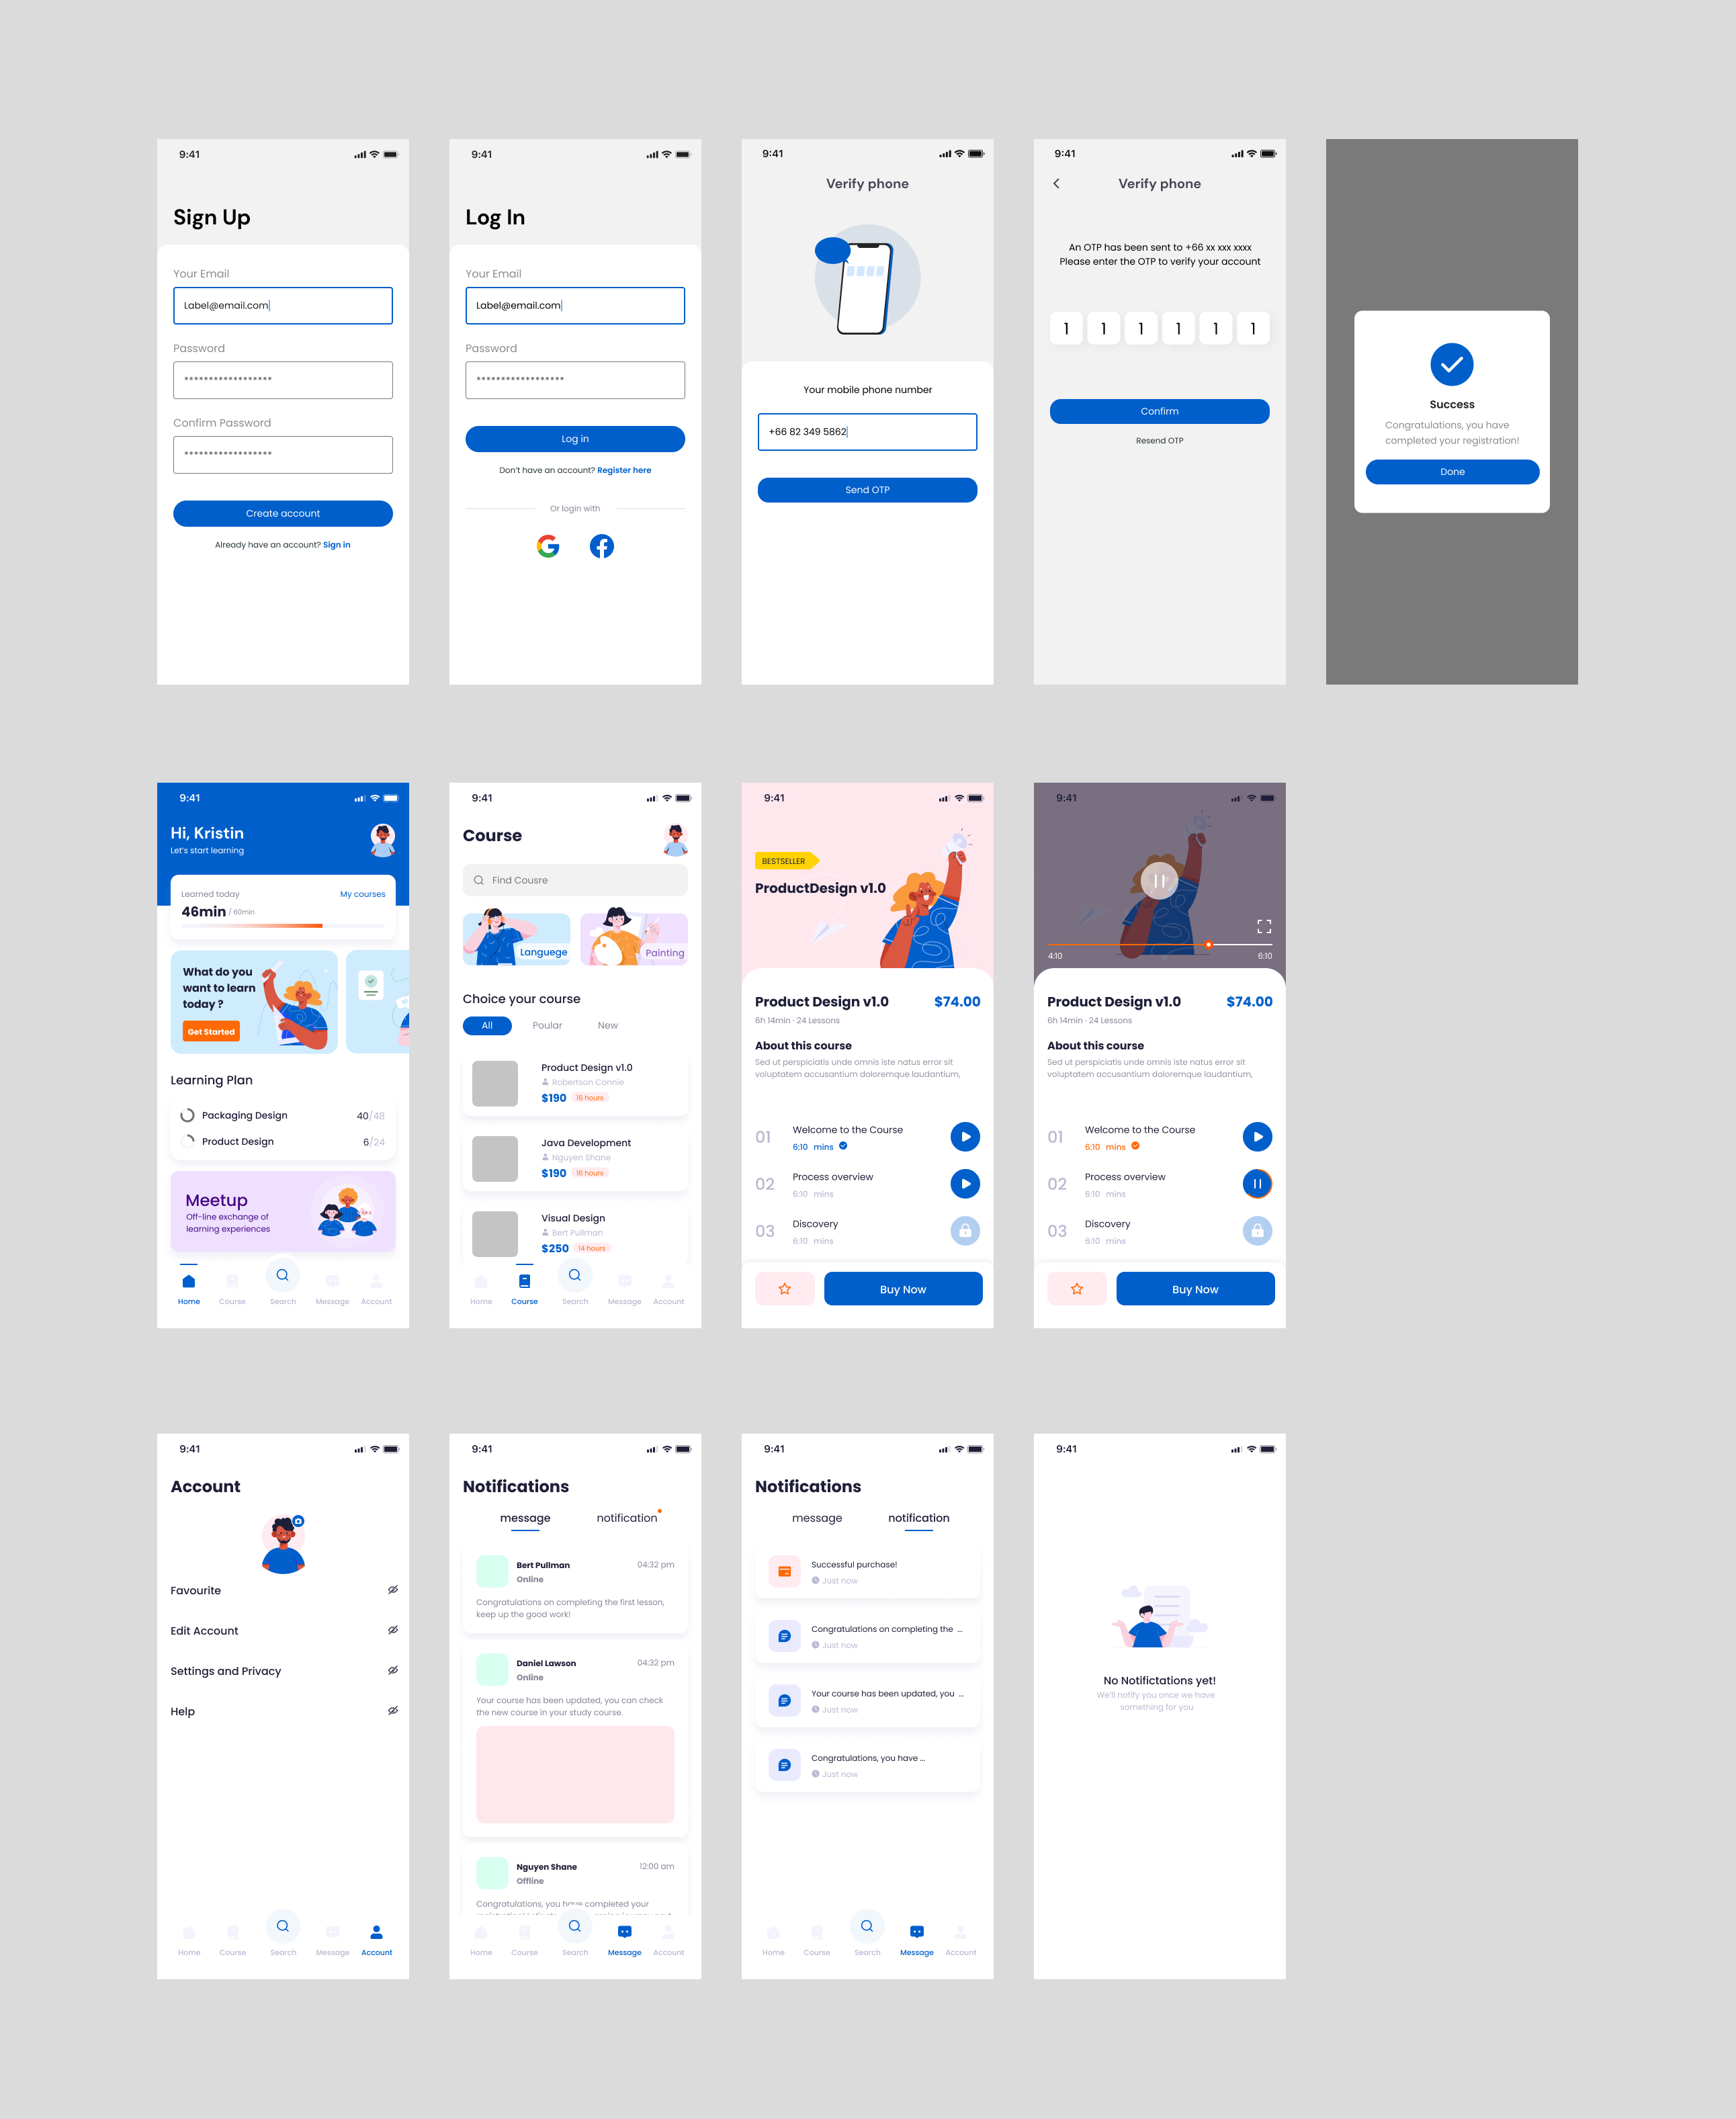 9:41
Sign Up
Your Email
Label@email.com
Password
******************
Confirm Password
******************
Create account
Already have an account? Sign in
9:41
Log In
Your Email
Label@email.com
Password
******************
Log in
Don't have an account? Register here
Or login with
9:41
Verify phone
Your mobile phone number
+66 82 349 5862
Send OTP
9:41
Verify phone
An OTP has been sent to +66 xx xxx xxxx
Please enter the OTP to verify your account
1 1 1 1 1 1
Confirm
Resend OTP
Success
Congratulations, you have
completed your registration!
Done
9:41
Hi, Kristin
Let's start learning
Learned today
My courses
46min / 60min
What do you
want to learn
today ?
Get Started
Learning Plan
Packaging Design 40/48
Product Design 6/24
Meetup
Off-line exchange of
learning experiences
Home Course Search Message Account
9:41
Course
Find Cousre
Languege
Painting
Choice your course
All Poular New
Product Design v1.0
Robertson Connie
$190 16 hours
Java Development
Nguyen Shane
$190 16 hours
Visual Design
Bert Pullman
$250 14 hours
Home Course Search Message Account
9:41
BESTSELLER
ProductDesign v1.0
Product Design v1.0 $74.00
6h 14min · 24 Lessons
About this course
Sed ut perspiciatis unde omnis iste natus error sit
voluptatem accusantium doloremque laudantium,
01 Welcome to the Course
6:10 mins
02 Process overview
6:10 mins
03 Discovery
6:10 mins
Buy Now
9:41
4:10 6:10
Product Design v1.0 $74.00
6h 14min · 24 Lessons
About this course
Sed ut perspiciatis unde omnis iste natus error sit
voluptatem accusantium doloremque laudantium,
01 Welcome to the Course
6:10 mins
02 Process overview
6:10 mins
03 Discovery
6:10 mins
Buy Now
9:41
Account
Favourite
Edit Account
Settings and Privacy
Help
Home Course Search Message Account
9:41
Notifications
message notification
Bert Pullman 04:32 pm
Online
Congratulations on completing the first lesson,
keep up the good work!
Daniel Lawson 04:32 pm
Online
Your course has been updated, you can check
the new course in your study course.
Nguyen Shane 12:00 am
Offline
Congratulations, you have completed your
Home Course Search Message Account
9:41
Notifications
message notification
Successful purchase!
Just now
Congratulations on completing the ...
Just now
Your course has been updated, you ...
Just now
Congratulations, you have ...
Just now
Home Course Search Message Account
9:41
No Notifictations yet!
We'll nofify you once we have
something for you